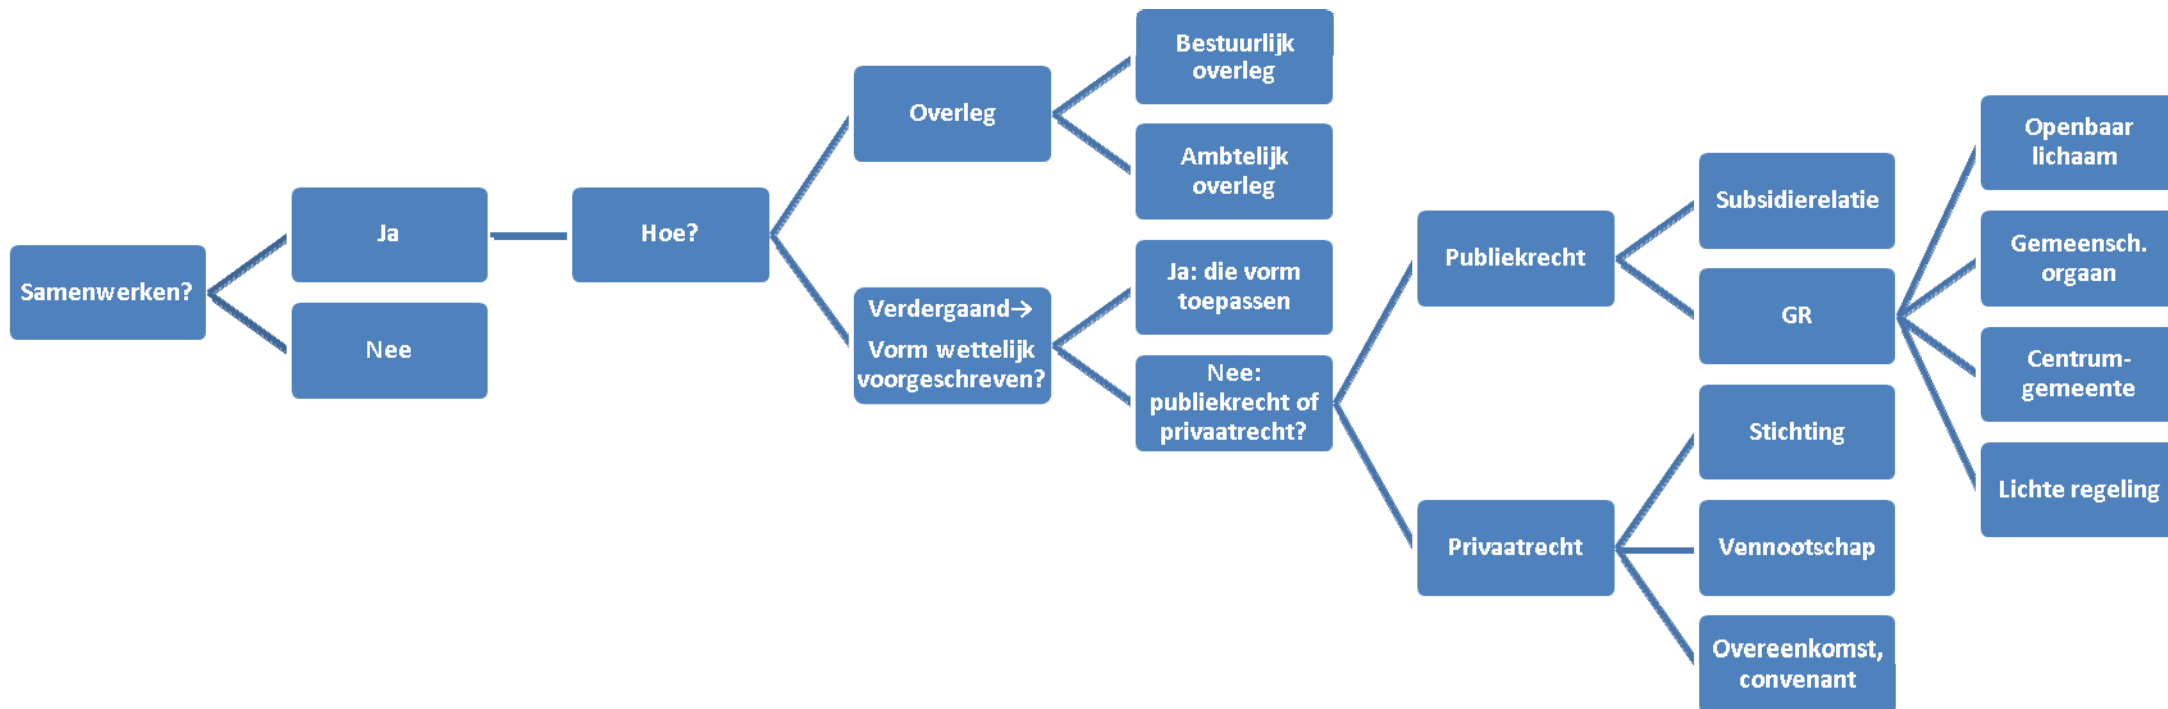 Samenwerken?
Ja
Nee
Hoe?
Overleg
Verdergaand→
Vorm wettelijk
voorgeschreven?
Bestuurlijk
overleg
Ambtelijk
overleg
Ja: die vorm
toepassen
Nee:
publiekrecht of
privaatrecht?
Publiekrecht
Privaatrecht
Subsidierelatie
GR
Stichting
Vennootschap
Overeenkomst,
convenant
Openbaar
lichaam
Gemeensch.
orgaan
Centrum-
gemeente
Lichte regeling